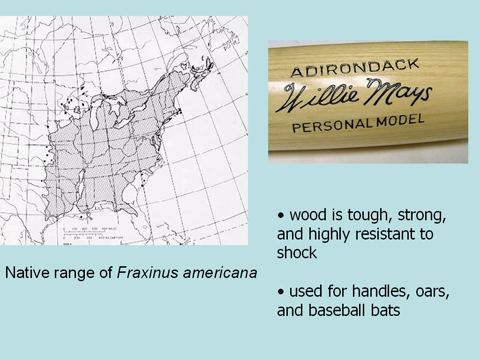 ADIRONDACK
Willie Mays
PERSONAL MODEL
• wood is tough, strong,
and highly resistant to
shock
Native range of Fraxinus americana
• used for handles, oars,
and baseball bats